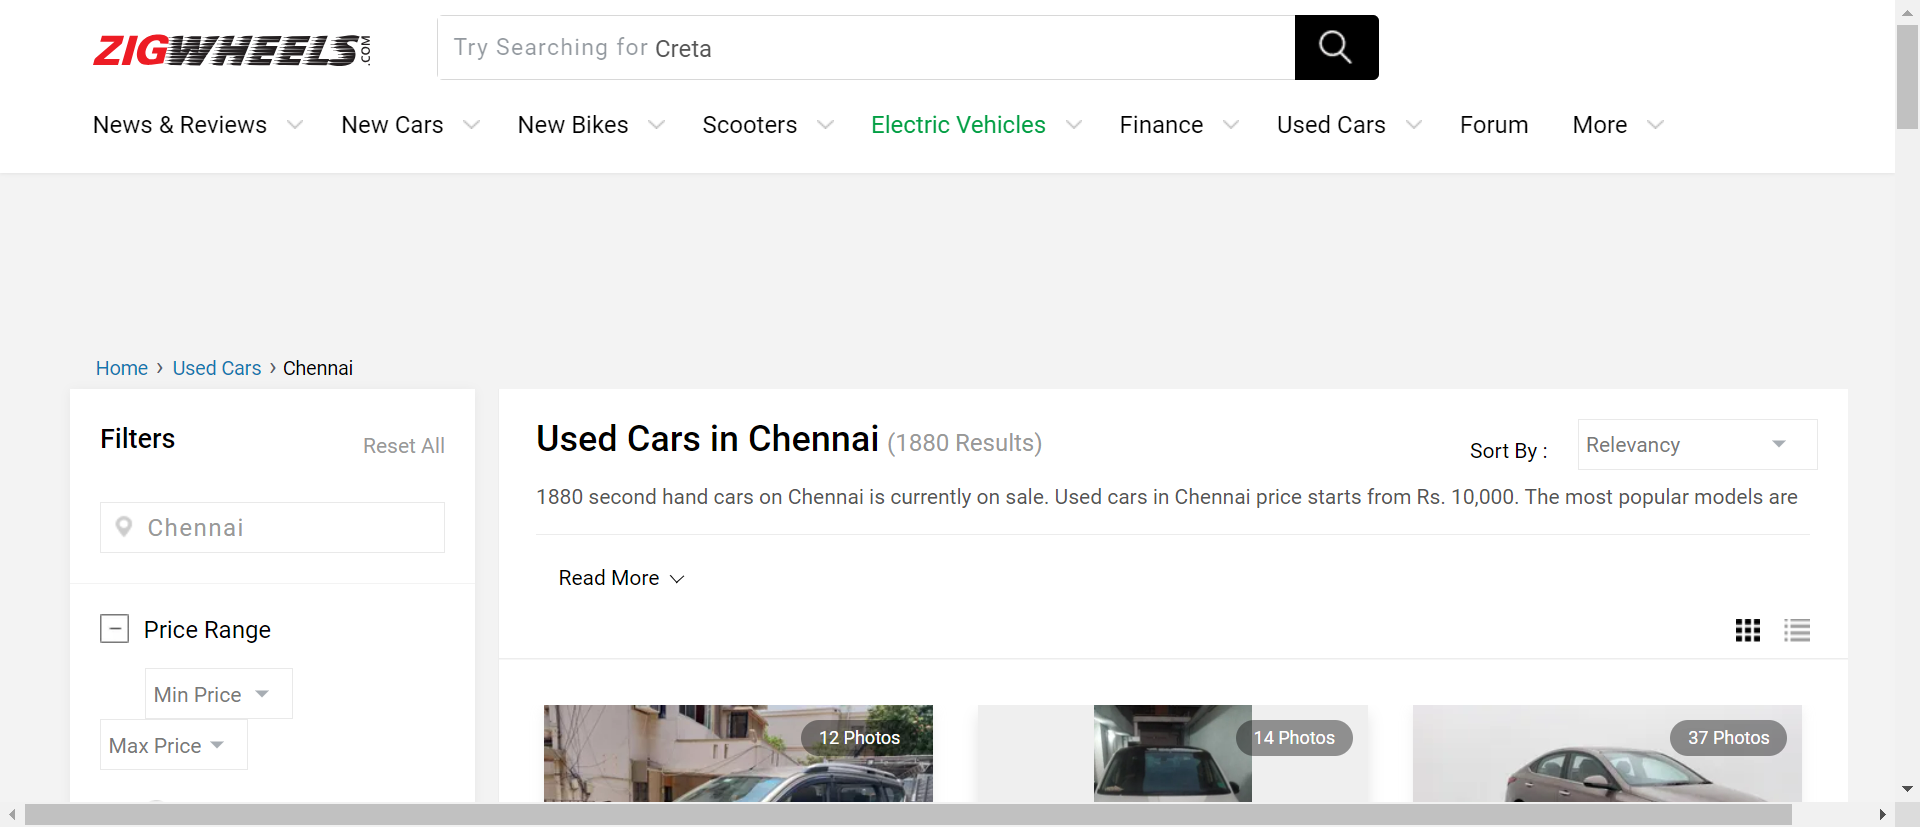 ZIGWHEELS.COM
Try Searching for Creta
News & Reviews New Cars New Bikes Scooters Electric Vehicles Finance Used Cars Forum More
Home › Used Cars › Chennai
Filters
Reset All
Chennai
Price Range
Min Price
Max Price
Used Cars in Chennai (1880 Results)
Sort By :
Relevancy
1880 second hand cars on Chennai is currently on sale. Used cars in Chennai price starts from Rs. 10,000. The most popular models are
Read More
12 Photos
14 Photos
37 Photos